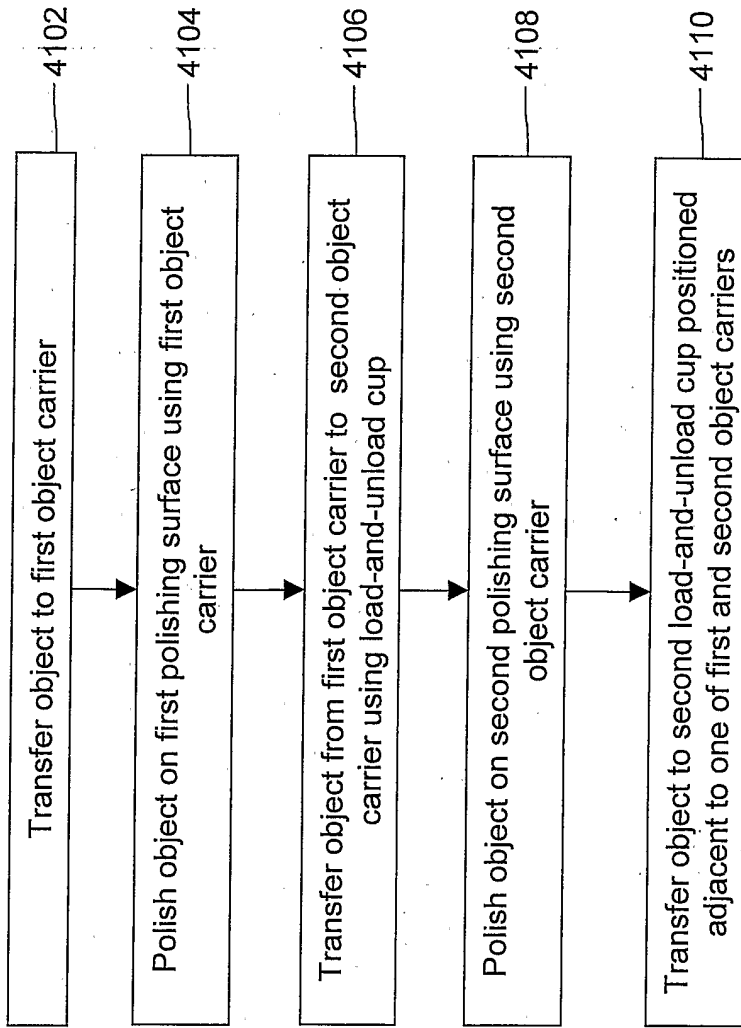 Transfer object to first object carrier
4102
Polish object on first polishing surface using first object
carrier
4104
Transfer object from first object carrier to second object
carrier using load-and-unload cup
4106
Polish object on second polishing surface using second
object carrier
4108
Transfer object to second load-and-unload cup positioned
adjacent to one of first and second object carriers
4110